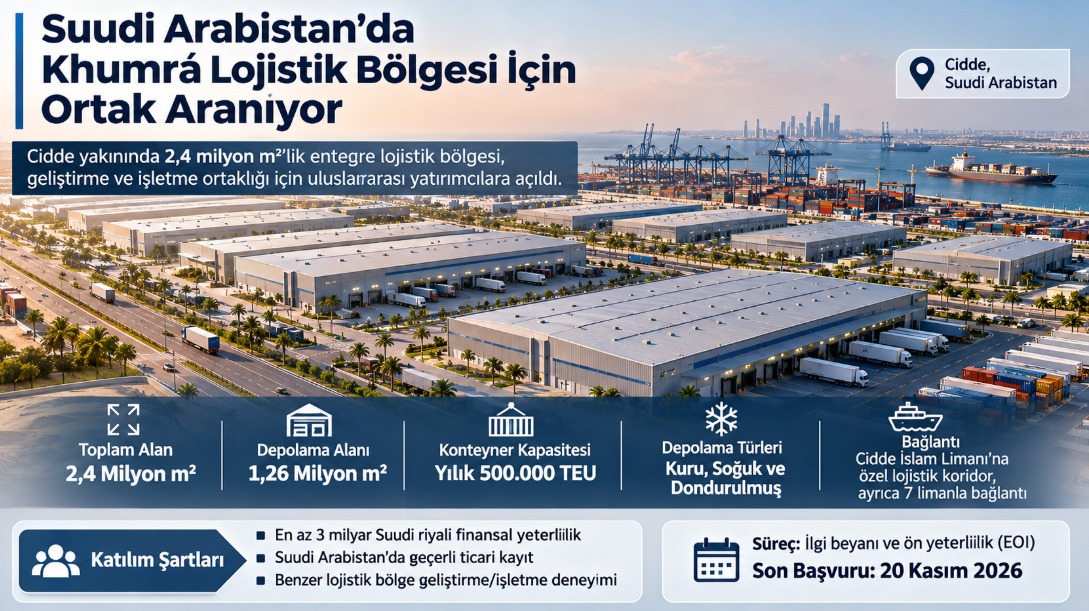 Suudi Arabistan'da
Khumrá Lojistik Bölgesi İçin
Ortak Aranıyor
Cidde,
Suudi Arabistan
Cidde yakınında 2,4 milyon m²'lik entegre lojistik bölgesi,
geliştirme ve işletme ortaklığı için uluslararası yatırımcılara açıldı.
Toplam Alan
2,4 Milyon m²
Depolama Alanı
1,26 Milyon m²
Konteyner Kapasitesi
Yılık 500.000 TEU
Depolama Türleri
Kuru, Soğuk ve
Dondurulmuş
Bağlantı
Cidde İslam Limanı'na
özel lojistik koridor,
ayrıca 7 limanla bağlantı
Katılım Şartları
En az 3 milyar Suudi riyali finansal yeterlilik
Suudi Arabistan'da geçerli ticari kayıt
Benzer lojistik bölge geliştirme/işletme deneyimi
Süreç: İlgi beyanı ve ön yeterlilik (EOI)
Son Başvuru: 20 Kasım 2026